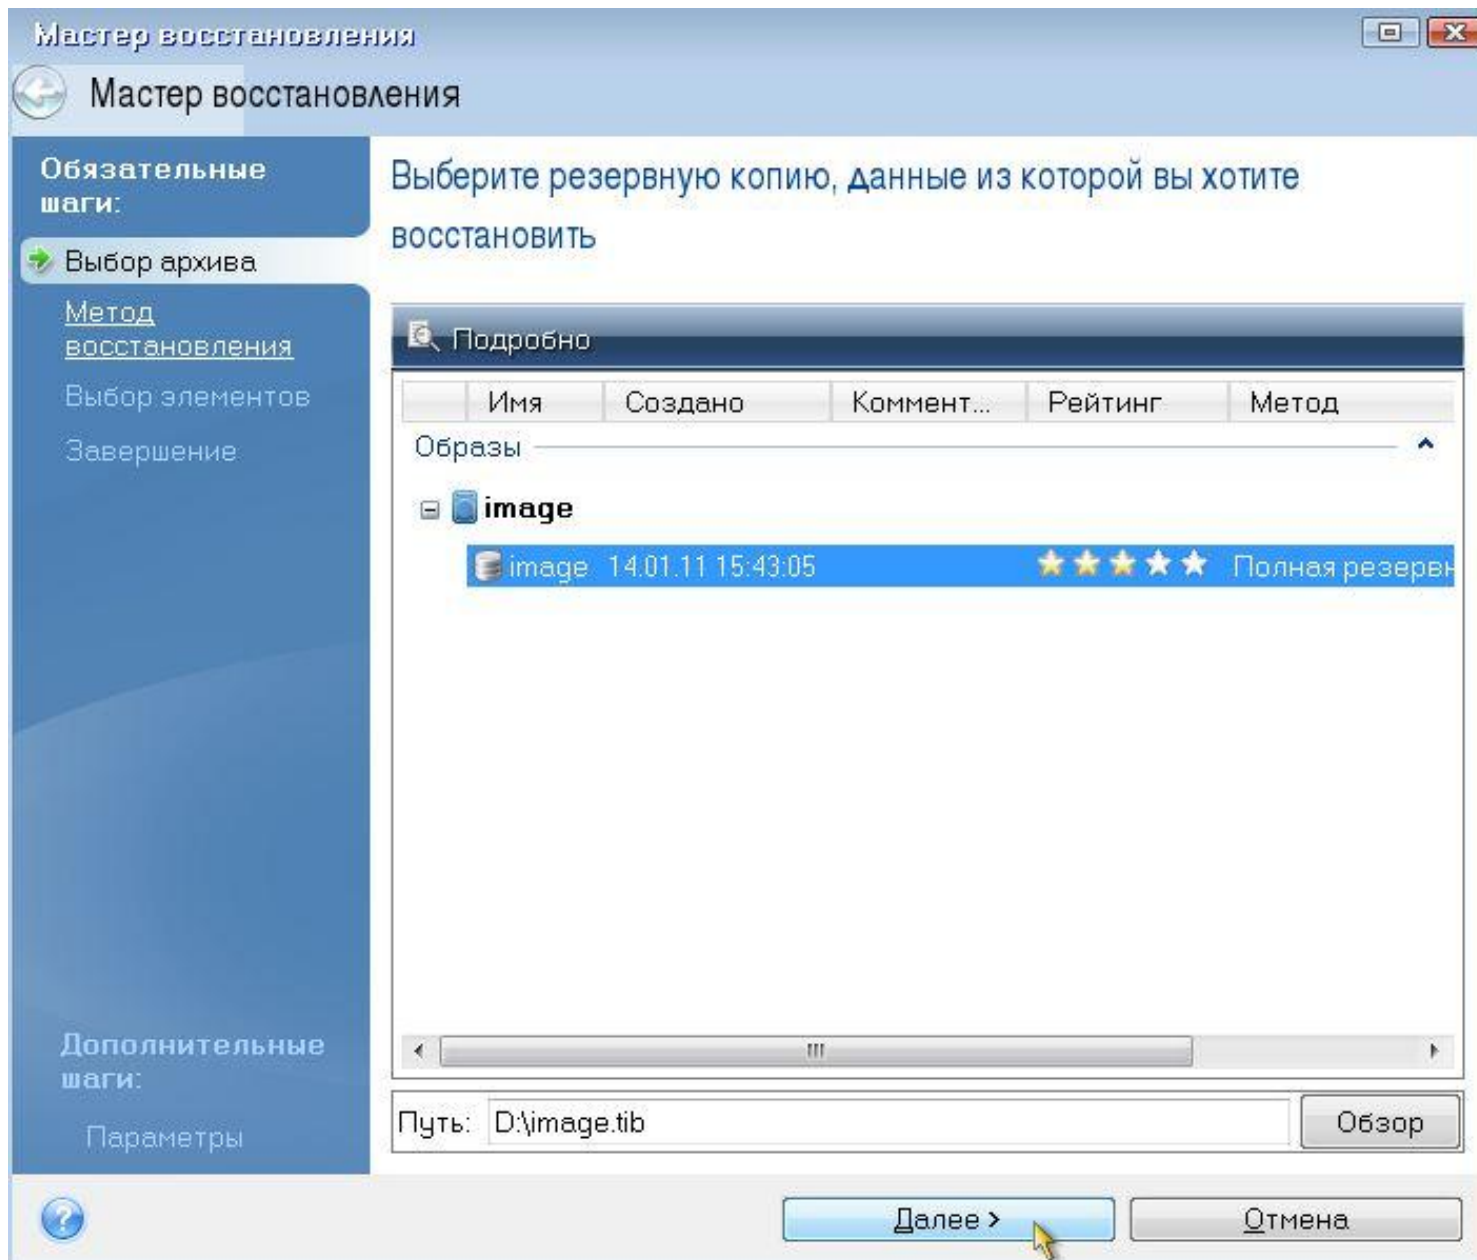 Мастер восстановления
Мастер восстановления
Обязательные
шаги:
Выбор архива
Метод
восстановления
Выбор элементов
Завершение
Дополнительные
шаги:
Параметры
Выберите резервную копию, данные из которой вы хотите
восстановить
Подробно
Имя Создано Коммент... Рейтинг Метод
Образы
image
image 14.01.11 15:43:05 Полная резервн
Путь: D:\image.tib Обзор
Далее > Отмена